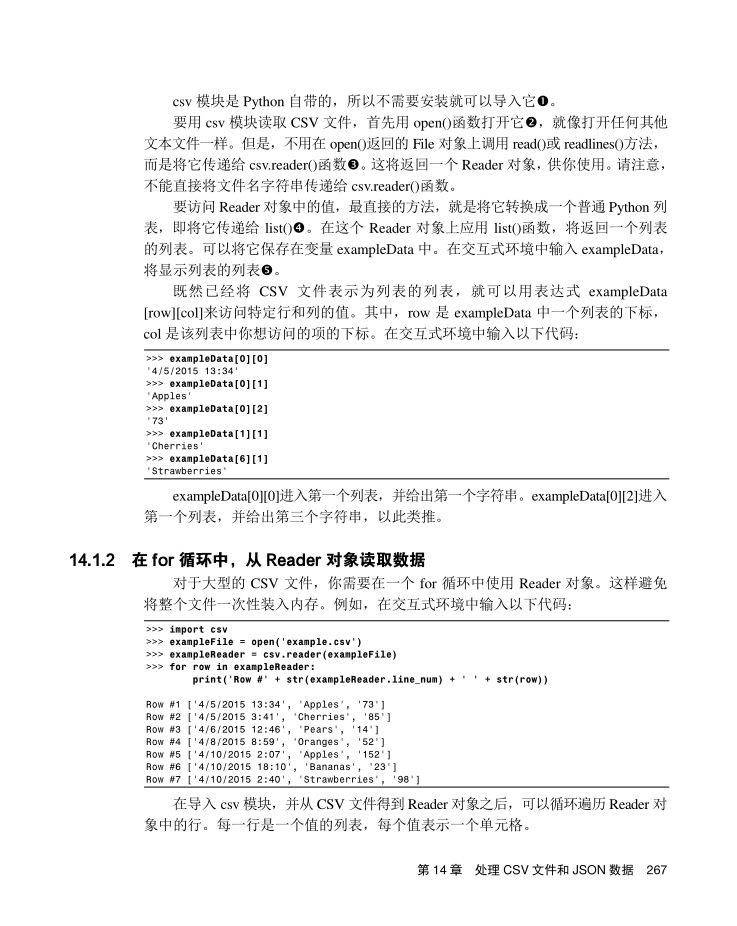 csv 模块是 Python 自带的，所以不需要安装就可以导入它❶。
要用 csv 模块读取 CSV 文件，首先用 open()函数打开它❷，就像打开任何其他
文本文件一样。但是，不用在 open()返回的 File 对象上调用 read()或 readlines()方法，
而是将它传递给 csv.reader()函数❸。这将返回一个 Reader 对象，供你使用。请注意，
不能直接将文件名字符串传递给 csv.reader()函数。
要访问 Reader 对象中的值，最直接的方法，就是将它转换成一个普通 Python 列
表，即将它传递给 list()❹。在这个 Reader 对象上应用 list()函数，将返回一个列表
的列表。可以将它保存在变量 exampleData 中。在交互式环境中输入 exampleData，
将显示列表的列表❺。
既然已经将 CSV 文件表示为列表的列表，就可以用表达式 exampleData
[row][col]来访问特定行和列的值。其中，row 是 exampleData 中一个列表的下标，
col 是该列表中你想访问的项的下标。在交互式环境中输入以下代码：
>>> exampleData[0][0]
'4/5/2015 13:34'
>>> exampleData[0][1]
'Apples'
>>> exampleData[0][2]
'73'
>>> exampleData[1][1]
'Cherries'
>>> exampleData[6][1]
'Strawberries'
exampleData[0][0]进入第一个列表，并给出第一个字符串。exampleData[0][2]进入
第一个列表，并给出第三个字符串，以此类推。
14.1.2 在 for 循环中，从 Reader 对象读取数据
对于大型的 CSV 文件，你需要在一个 for 循环中使用 Reader 对象。这样避免
将整个文件一次性装入内存。例如，在交互式环境中输入以下代码：
>>> import csv
>>> exampleFile = open('example.csv')
>>> exampleReader = csv.reader(exampleFile)
>>> for row in exampleReader:
print('Row #' + str(exampleReader.line_num) + ' ' + str(row))
Row #1 ['4/5/2015 13:34', 'Apples', '73']
Row #2 ['4/5/2015 3:41', 'Cherries', '85']
Row #3 ['4/6/2015 12:46', 'Pears', '14']
Row #4 ['4/8/2015 8:59', 'Oranges', '52']
Row #5 ['4/10/2015 2:07', 'Apples', '152']
Row #6 ['4/10/2015 18:10', 'Bananas', '23']
Row #7 ['4/10/2015 2:40', 'Strawberries', '98']
在导入 csv 模块，并从 CSV 文件得到 Reader 对象之后，可以循环遍历 Reader 对
象中的行。每一行是一个值的列表，每个值表示一个单元格。
第 14 章 处理 CSV 文件和 JSON 数据 267